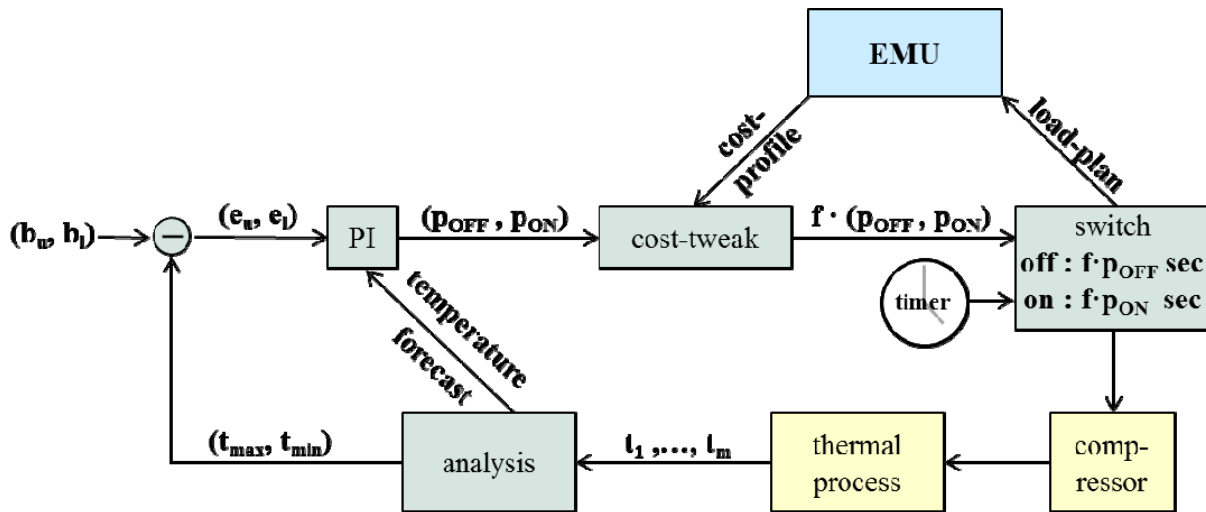 EMU
cost-
profile
load-plan
(b_u, b_l)
(e_u, e_l)
PI
(p_OFF , p_ON)
cost-tweak
f · (p_OFF , p_ON)
switch
off : f·p_OFF sec
on : f·p_ON sec
timer
temperature
forecast
(t_max, t_min)
analysis
t_1 ,..., t_m
thermal
process
comp-
ressor